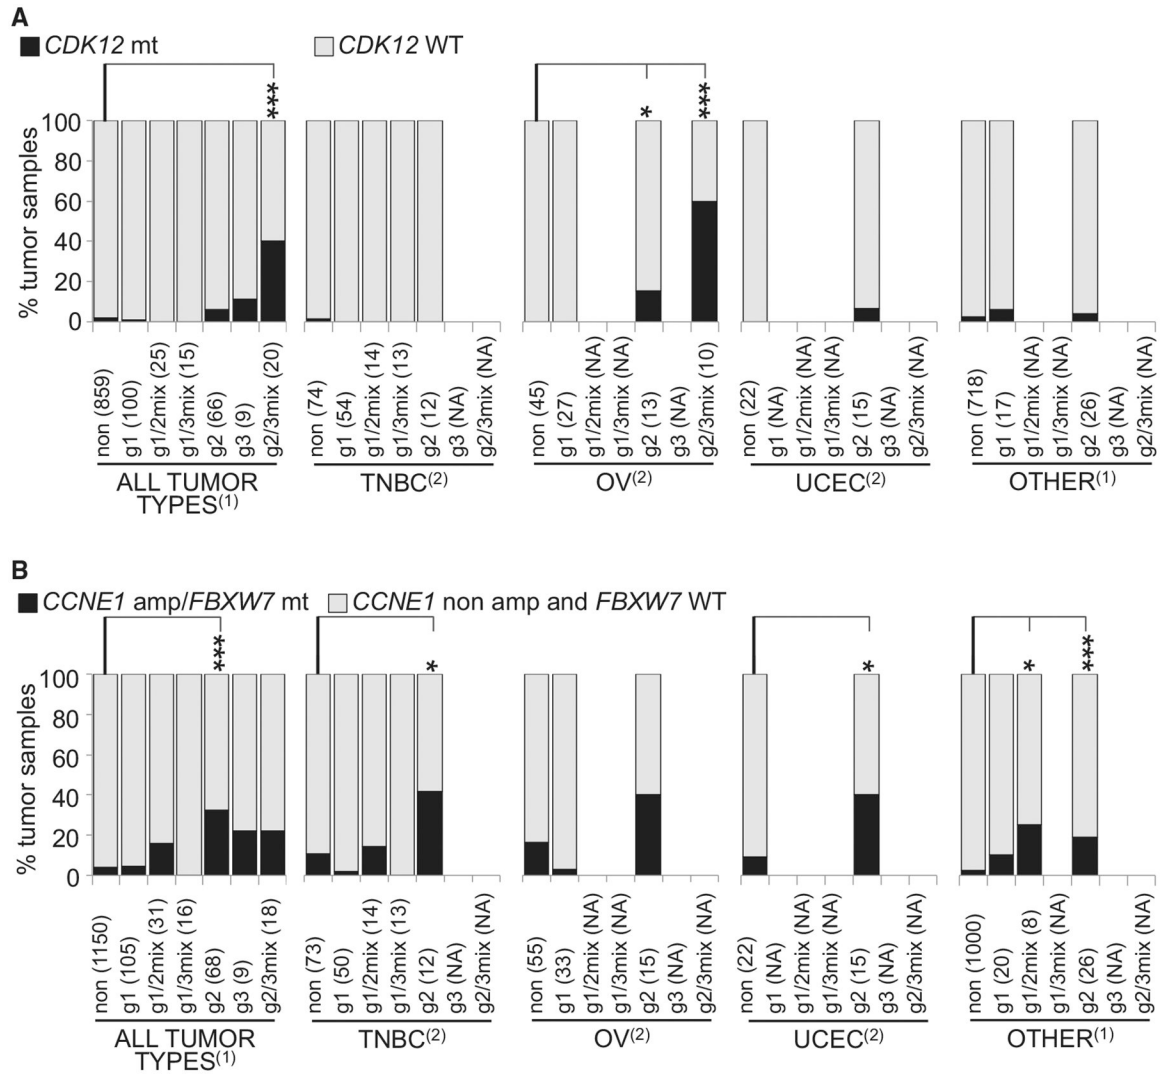 A
CDK12 mt
CDK12 WT
***
*
***
% tumor samples
100
80
60
40
20
0
non (859)
g1 (100)
g1/2mix (25)
g1/3mix (15)
g2 (66)
g3 (9)
g2/3mix (20)
non (74)
g1 (54)
g1/2mix (14)
g1/3mix (13)
g2 (12)
g3 (NA)
g2/3mix (NA)
non (45)
g1 (27)
g1/2mix (NA)
g1/3mix (NA)
g2 (13)
g3 (NA)
g2/3mix (10)
non (22)
g1 (NA)
g1/2mix (NA)
g1/3mix (NA)
g2 (15)
g3 (NA)
g2/3mix (NA)
non (718)
g1 (17)
g1/2mix (NA)
g1/3mix (NA)
g2 (26)
g3 (NA)
g2/3mix (NA)
ALL TUMOR
TYPES(1)
TNBC(2)
OV(2)
UCEC(2)
OTHER(1)
B
CCNE1 amp/FBXW7 mt
CCNE1 non amp and FBXW7 WT
***
*
*
*
***
% tumor samples
100
80
60
40
20
0
non (1150)
g1 (105)
g1/2mix (31)
g1/3mix (16)
g2 (68)
g3 (9)
g2/3mix (18)
non (73)
g1 (50)
g1/2mix (14)
g1/3mix (13)
g2 (12)
g3 (NA)
g2/3mix (NA)
non (55)
g1 (33)
g1/2mix (NA)
g1/3mix (NA)
g2 (15)
g3 (NA)
g2/3mix (NA)
non (22)
g1 (NA)
g1/2mix (NA)
g1/3mix (NA)
g2 (15)
g3 (NA)
g2/3mix (NA)
non (1000)
g1 (20)
g1/2mix (8)
g1/3mix (NA)
g2 (26)
g3 (NA)
g2/3mix (NA)
ALL TUMOR
TYPES(1)
TNBC(2)
OV(2)
UCEC(2)
OTHER(1)